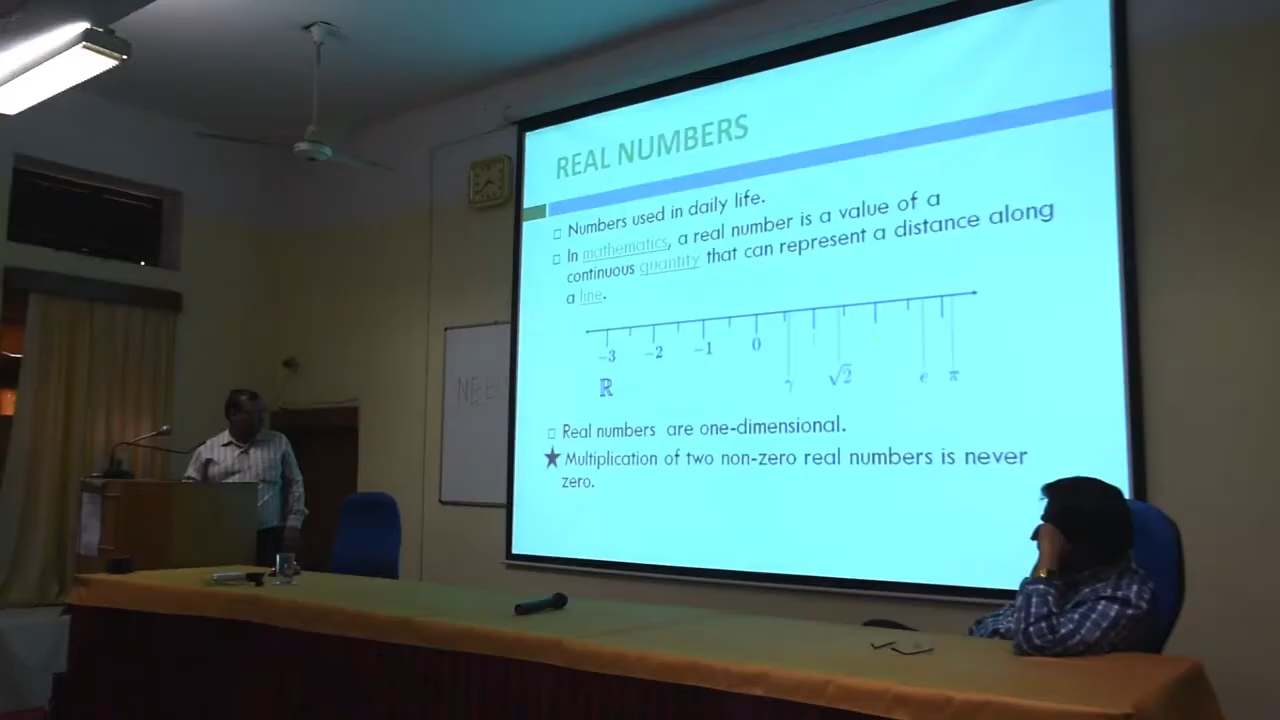 REAL NUMBERS
Numbers used in daily life.
In mathematics, a real number is a value of a
continuous quantity that can represent a distance along
a line.
−3 −2 −1 0
ℝ γ √2 e π
Real numbers are one-dimensional.
Multiplication of two non-zero real numbers is never
zero.